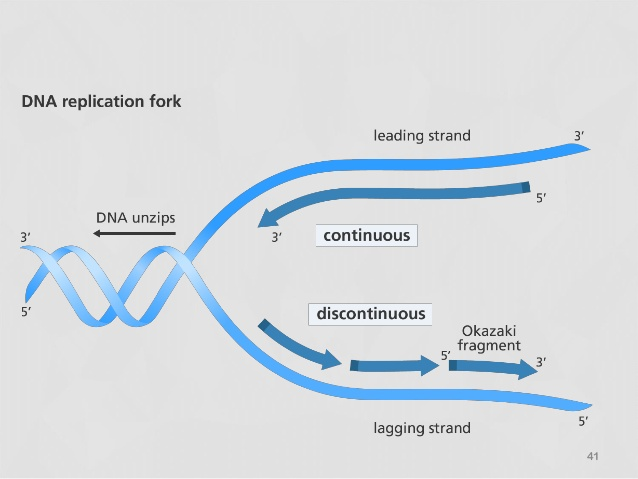 DNA replication fork
leading strand
3’
5’
DNA unzips
3’
3’
continuous
5’
discontinuous
Okazaki
fragment
5’
3’
5’
lagging strand
41